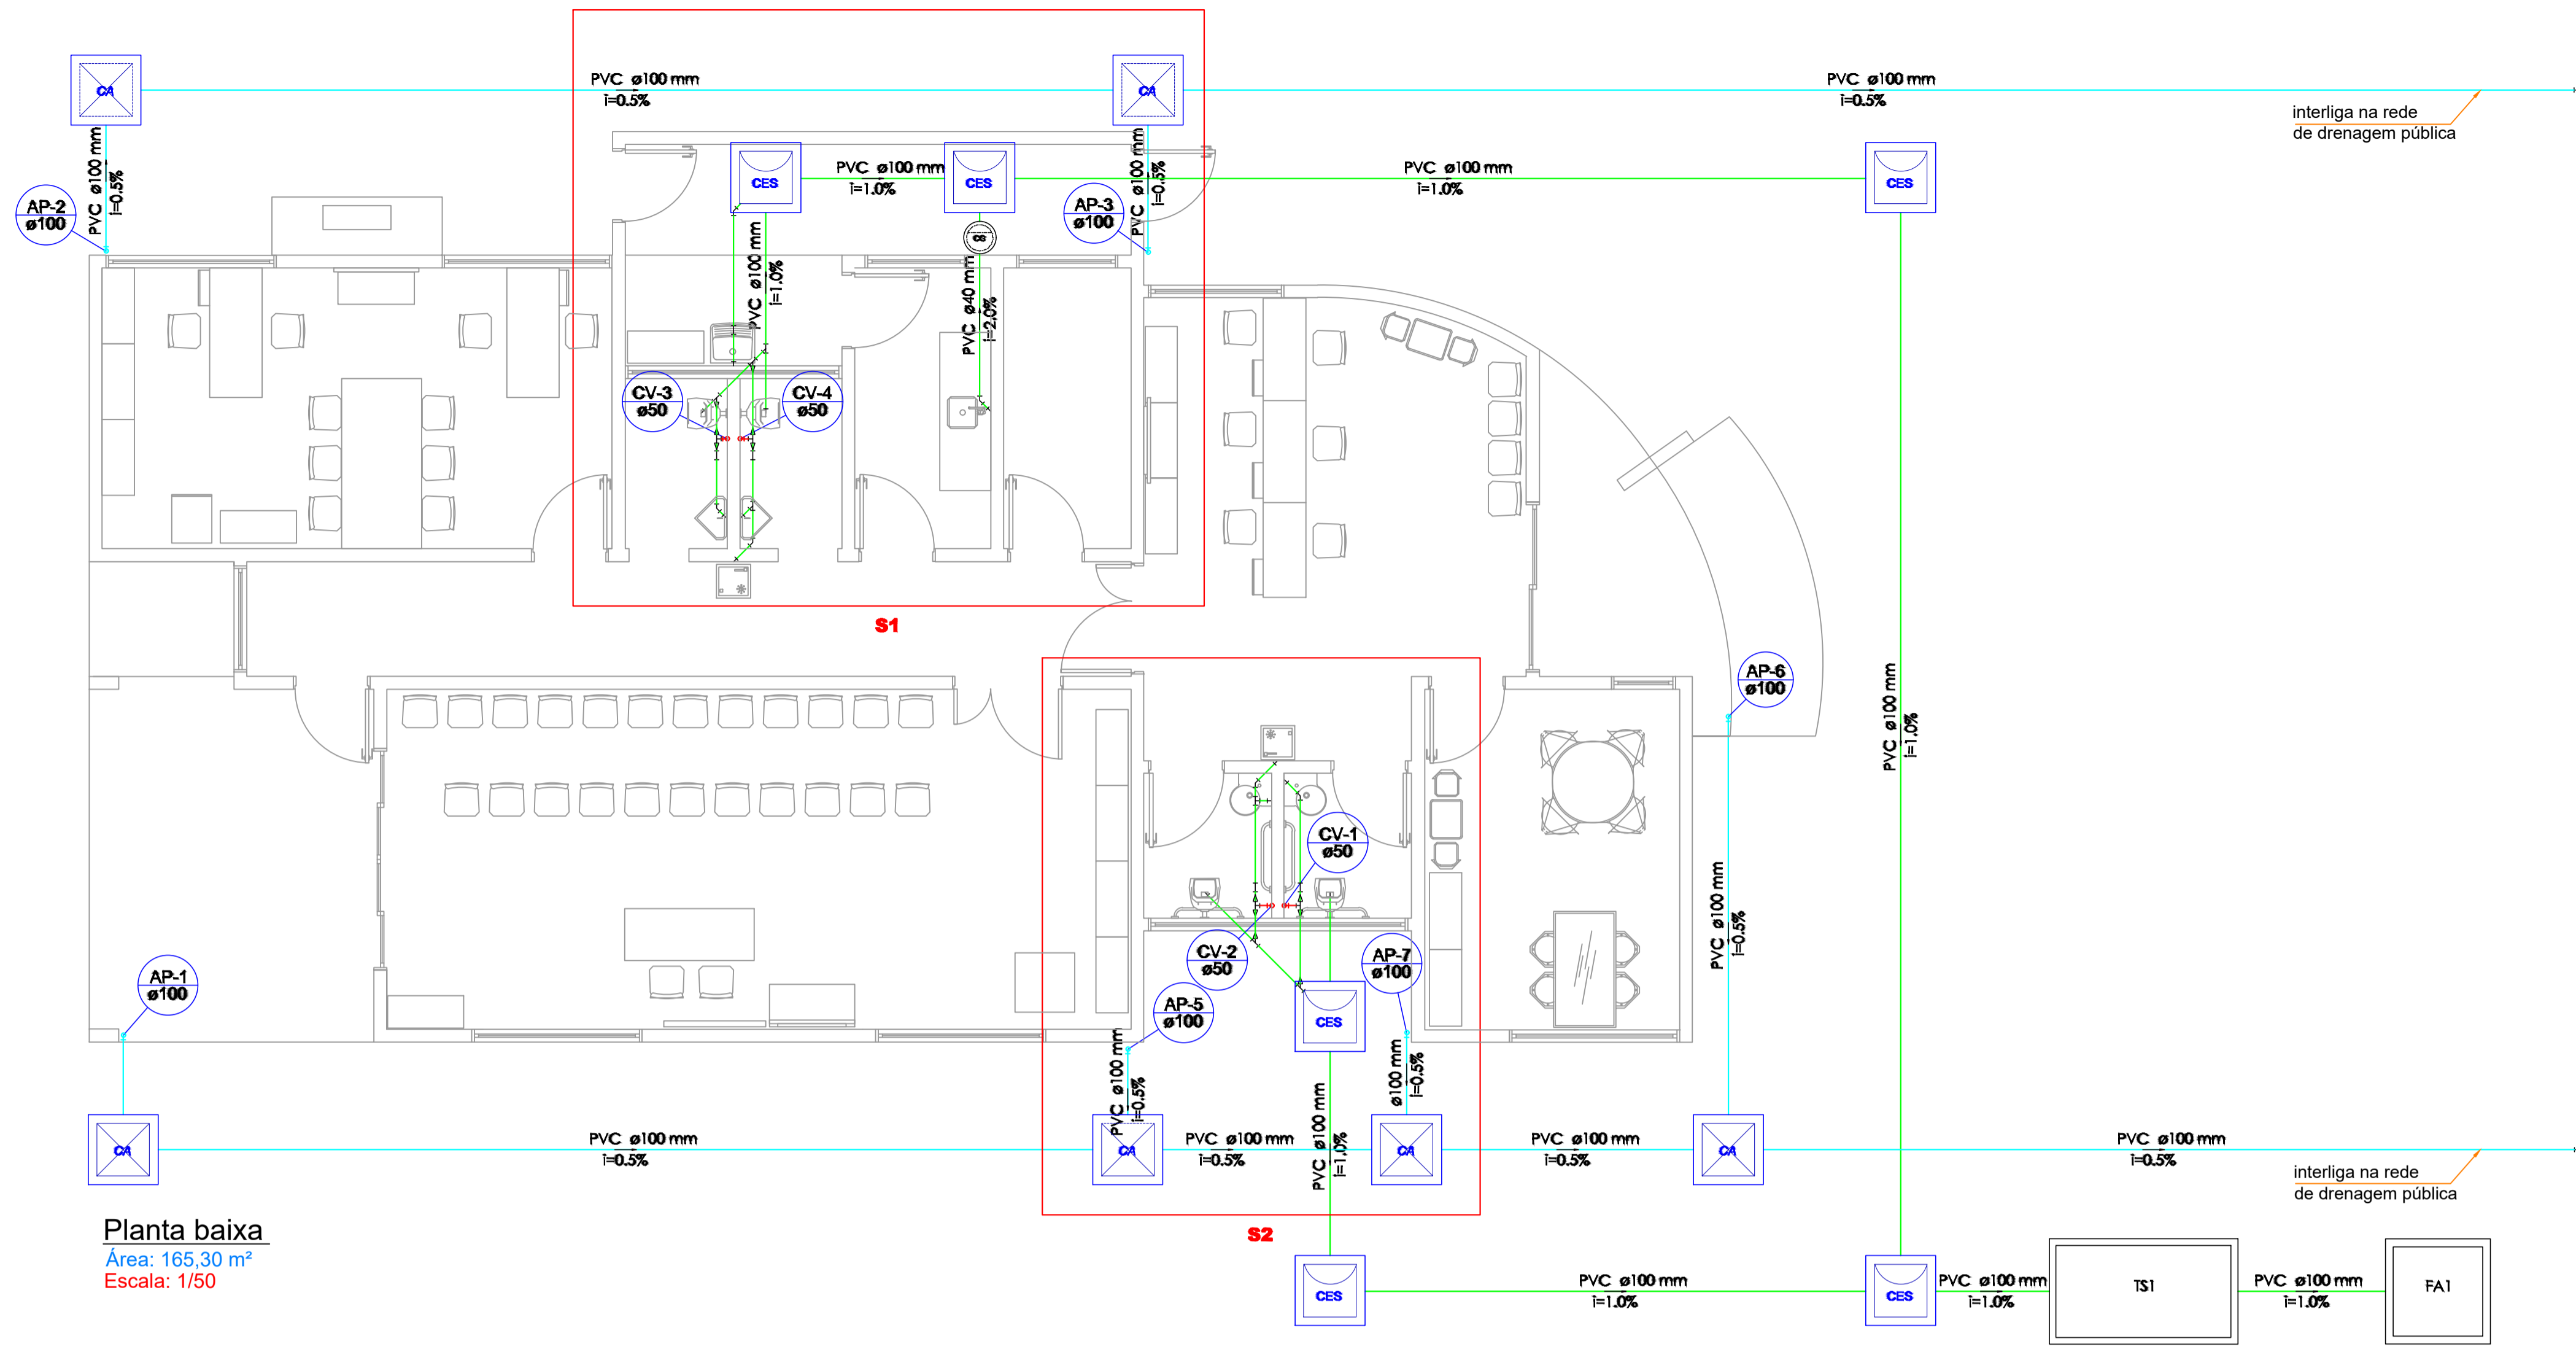 PVC ø100 mm
i=0.5%
PVC ø100 mm
i=0.5%
CA
CA
interliga na rede
de drenagem pública
PVC ø100 mm
i=0.5%
AP-2
ø100
CES
PVC ø100 mm
i=1.0%
CES
PVC ø100 mm
i=0.5%
AP-3
ø100
PVC ø100 mm
i=1.0%
CES
CG
PVC ø100 mm
i=1.0%
PVC ø40 mm
i=2.0%
CV-3
ø50
CV-4
ø50
S1
AP-6
ø100
PVC ø100 mm
i=1.0%
CV-1
ø50
PVC ø100 mm
i=0.5%
CV-2
ø50
AP-7
ø100
AP-1
ø100
AP-5
ø100
CES
PVC ø100 mm
i=0.5%
ø100 mm
i=0.5%
PVC ø100 mm
i=1.0%
CA
PVC ø100 mm
i=0.5%
CA
PVC ø100 mm
i=0.5%
CA
PVC ø100 mm
i=0.5%
CA
PVC ø100 mm
i=0.5%
interliga na rede
de drenagem pública
Planta baixa
Área: 165,30 m²
Escala: 1/50
S2
CES
PVC ø100 mm
i=1.0%
CES
PVC ø100 mm
i=1.0%
TS1
PVC ø100 mm
i=1.0%
FA1